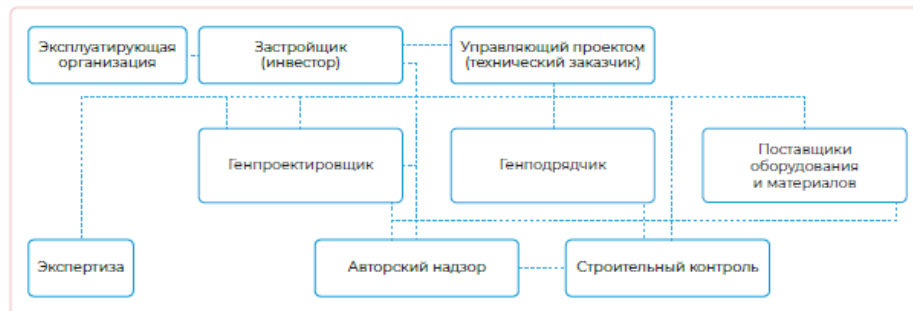 Эксплуатирующая
организация
Застройщик
(инвестор)
Управляющий проектом
(технический заказчик)
Генпроектировщик
Генподрядчик
Поставщики
оборудования
и материалов
Экспертиза
Авторский надзор
Строительный контроль